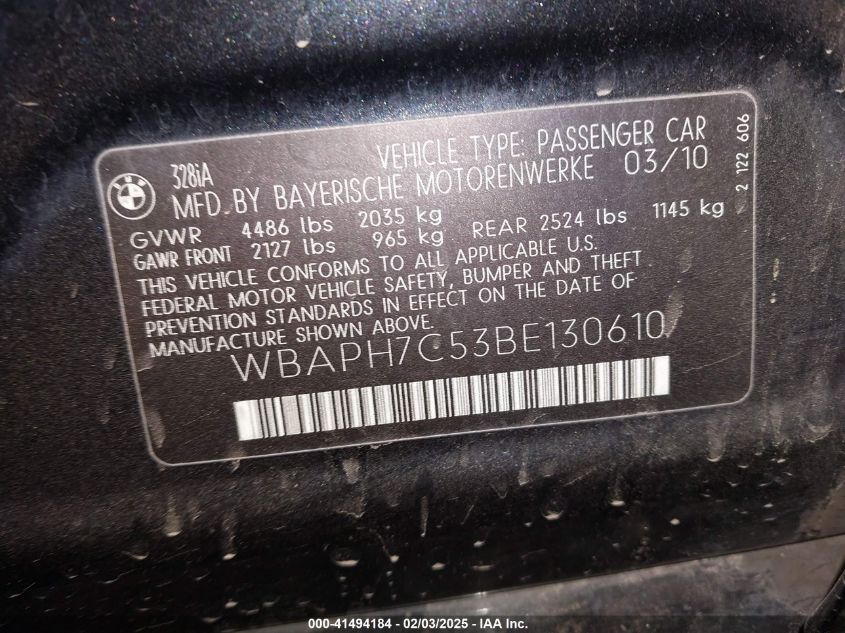 BMW
328iA
VEHICLE TYPE: PASSENGER CAR
MFD. BY BAYERISCHE MOTORENWERKE 03/10
GVWR 4486 lbs 2035 kg
GAWR FRONT 2127 lbs 965 kg REAR 2524 lbs 1145 kg
THIS VEHICLE CONFORMS TO ALL APPLICABLE U.S.
FEDERAL MOTOR VEHICLE SAFETY, BUMPER AND THEFT
PREVENTION STANDARDS IN EFFECT ON THE DATE OF
MANUFACTURE SHOWN ABOVE.
WBAPH7C53BE130610
2 122 606
000-41494184 - 02/03/2025 - IAA Inc.